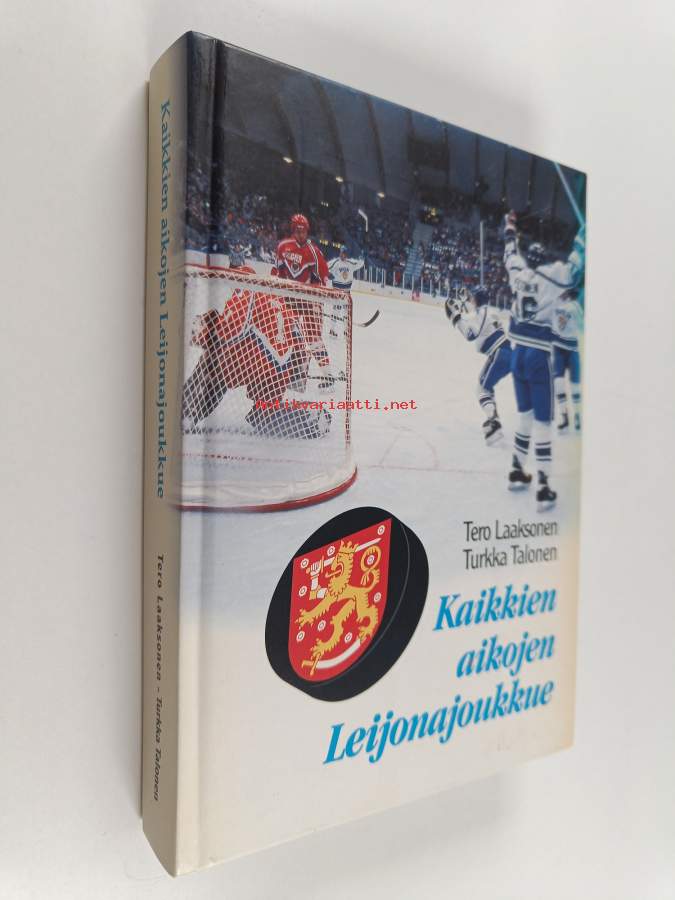 Kaikkien aikojen Leijonajoukkue
Tero Laaksonen - Turkka Talonen
Antikvariaatti.net
Tero Laaksonen
Turkka Talonen
Kaikkien
aikojen
Leijonajoukkue